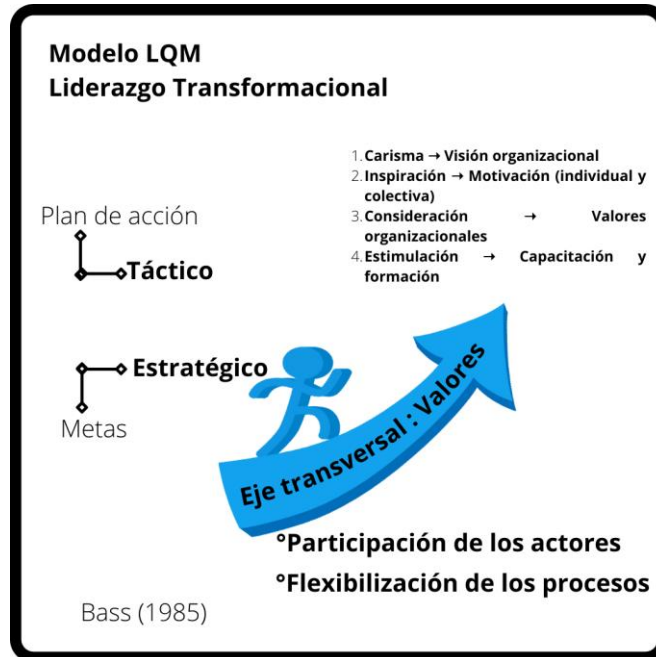 Modelo LQM
Liderazgo Transformacional
1. Carisma → Visión organizacional
2. Inspiración → Motivación (individual y
colectiva)
3. Consideración → Valores
organizacionales
4. Estimulación → Capacitación y
formación
Plan de acción
Táctico
Estratégico
Metas
Eje transversal : Valores
°Participación de los actores
°Flexibilización de los procesos
Bass (1985)